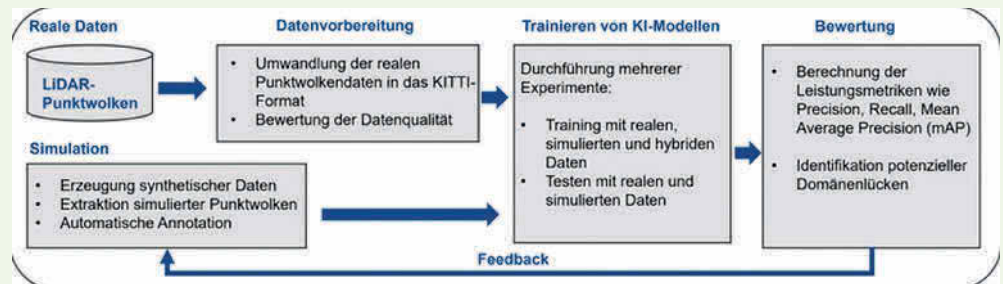 Reale Daten
LiDAR-
Punktwolken
Datenvorbereitung
• Umwandlung der realen
Punktwolkendaten in das KITTI-
Format
• Bewertung der Datenqualität
Simulation
• Erzeugung synthetischer Daten
• Extraktion simulierter Punktwolken
• Automatische Annotation
Trainieren von KI-Modellen
Durchführung mehrerer
Experimente:
• Training mit realen,
simulierten und hybriden
Daten
• Testen mit realen und
simulierten Daten
Bewertung
• Berechnung der
Leistungsmetriken wie
Precision, Recall, Mean
Average Precision (mAP)
• Identifikation potenzieller
Domänenlücken
Feedback